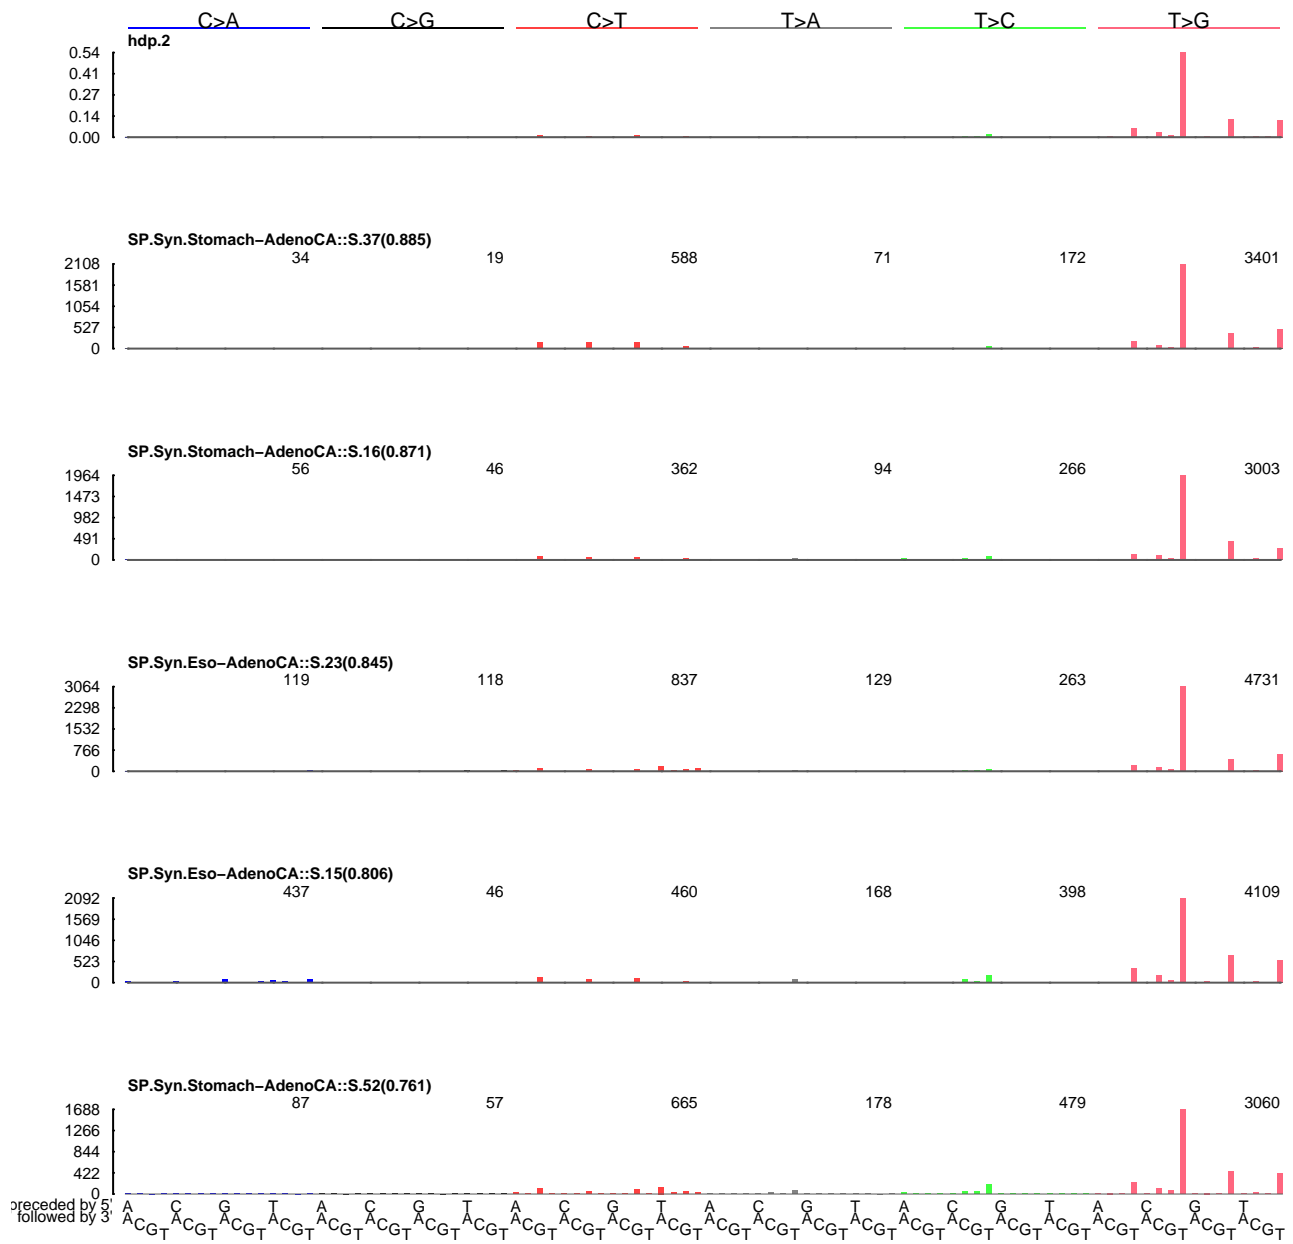 C>A C>G C>T T>A T>C T>G
hdp.2
0.54
0.41
0.27
0.14
0.00
SP.Syn.Stomach−AdenoCA::S.37(0.885)
34 19 588 71 172 3401
2108
1581
1054
527
0
SP.Syn.Stomach−AdenoCA::S.16(0.871)
56 46 362 94 266 3003
1964
1473
982
491
0
SP.Syn.Eso−AdenoCA::S.23(0.845)
119 118 837 129 263 4731
3064
2298
1532
766
0
SP.Syn.Eso−AdenoCA::S.15(0.806)
437 46 460 168 398 4109
2092
1569
1046
523
0
SP.Syn.Stomach−AdenoCA::S.52(0.761)
87 57 665 178 479 3060
1688
1266
844
422
0
preceded by 5' A C G T A C G T A C G T A C G T A C G T A C G T
followed by 3' A C G T A C G T A C G T A C G T A C G T A C G T A C G T A C G T A C G T A C G T A C G T A C G T A C G T A C G T A C G T A C G T A C G T A C G T A C G T A C G T A C G T A C G T A C G T A C G T